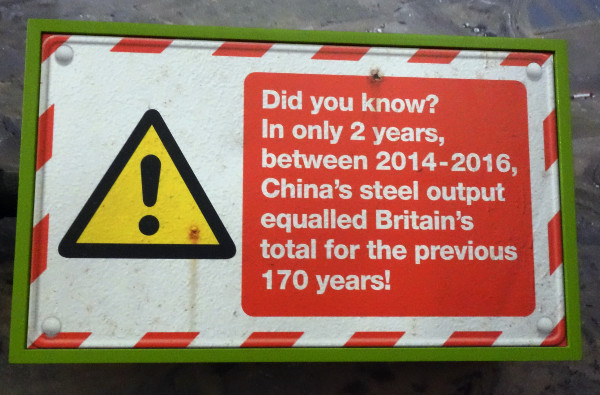 Did you know?
In only 2 years,
between 2014-2016,
China's steel output
equalled Britain's
total for the previous
170 years!